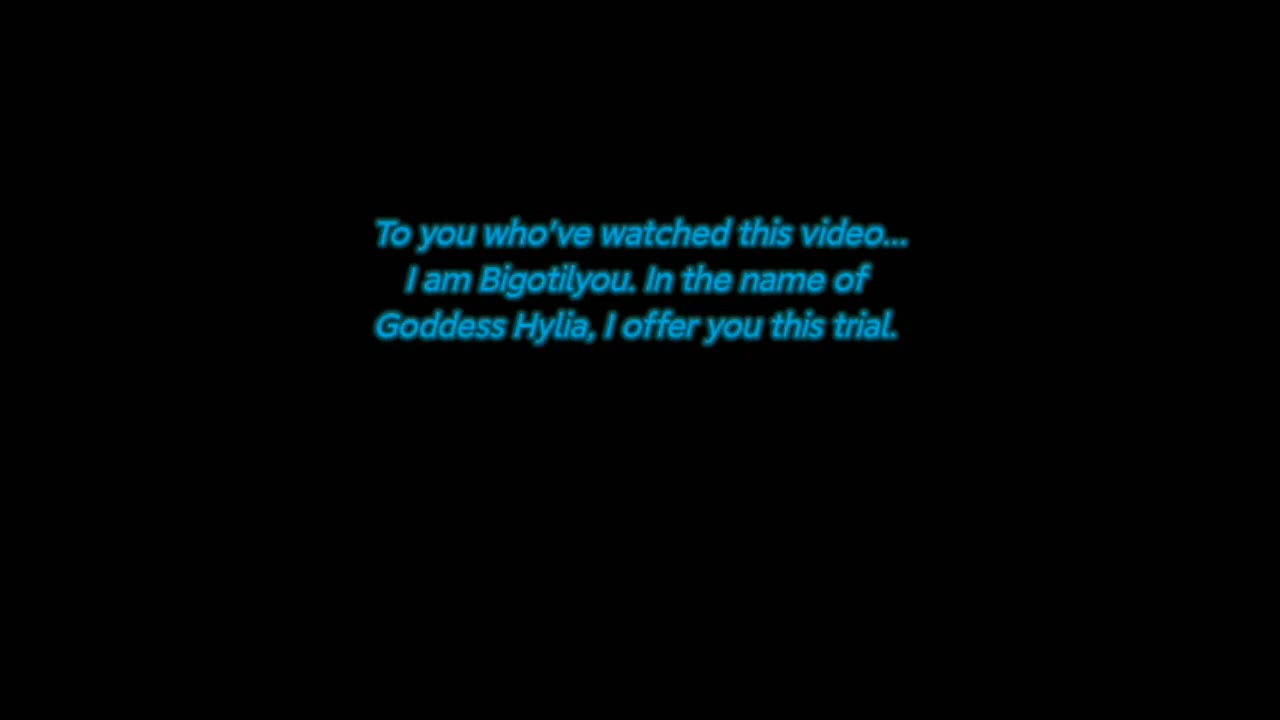 To you who've watched this video...
I am Bigotilyou. In the name of
Goddess Hylia, I offer you this trial.